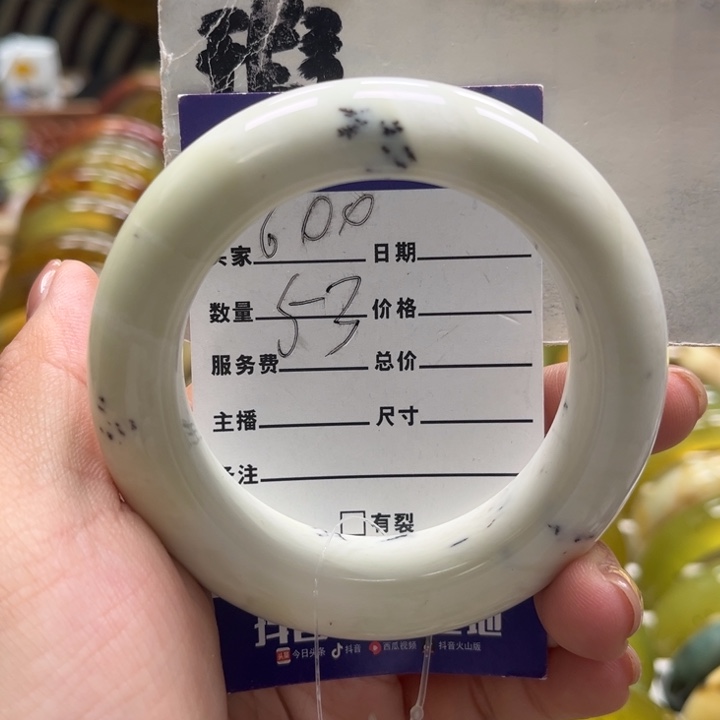 600
家 日期
数量 53 价格
服务费 总价
主播 尺寸
注
有裂
今日头条 抖音 西瓜视频 抖音火山版